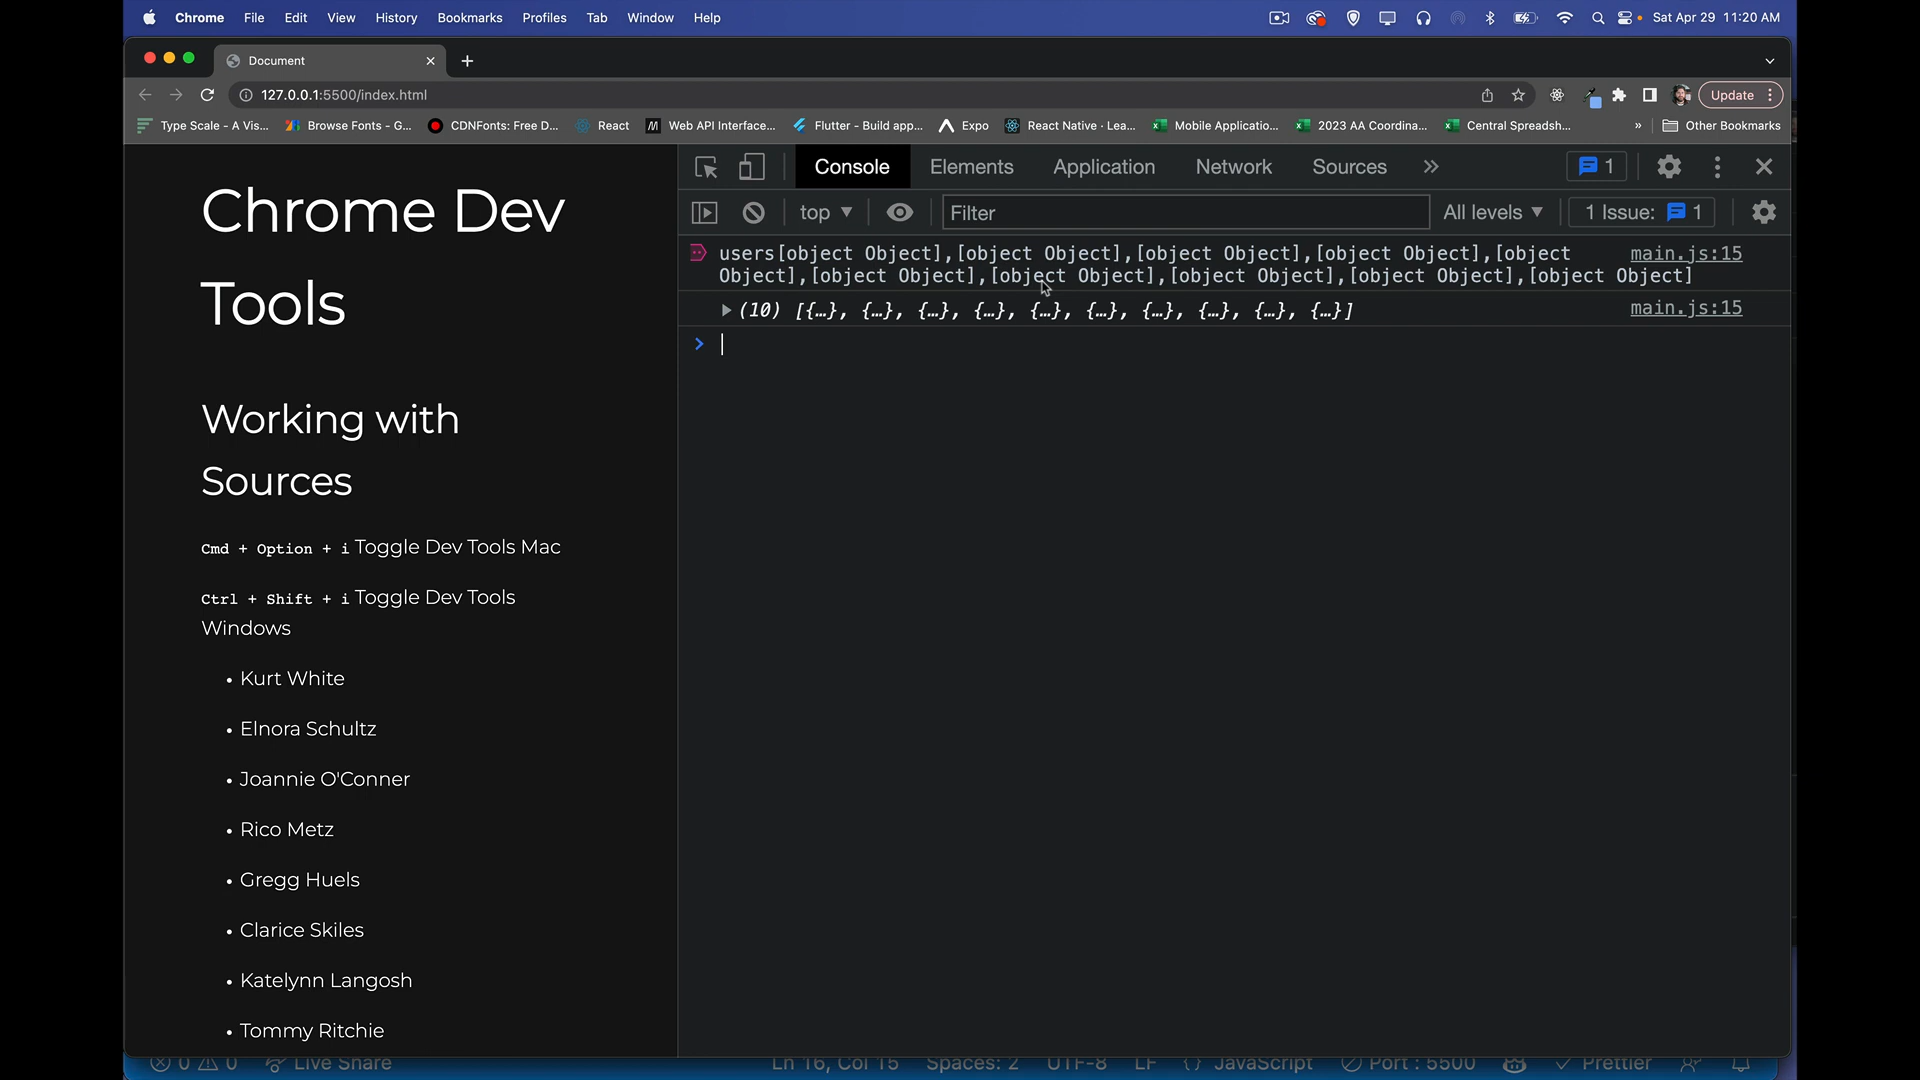 Chrome File Edit View History Bookmarks Profiles Tab Window Help Sat Apr 29 11:20 AM
Document
127.0.0.1:5500/index.html Update
Type Scale - A Vis... Browse Fonts - G... CDNFonts: Free D... React Web API Interface... Flutter - Build app... Expo React Native · Lea... Mobile Applicatio... 2023 AA Coordina... Central Spreadsh... » Other Bookmarks
Chrome Dev
Tools
Working with
Sources
Cmd + Option + i Toggle Dev Tools Mac
Ctrl + Shift + i Toggle Dev Tools
Windows
• Kurt White
• Elnora Schultz
• Joannie O'Conner
• Rico Metz
• Gregg Huels
• Clarice Skiles
• Katelynn Langosh
• Tommy Ritchie
Console Elements Application Network Sources » 1
top Filter All levels 1 Issue: 1
users[object Object],[object Object],[object Object],[object Object],[object main.js:15
Object],[object Object],[object Object],[object Object],[object Object],[object Object]
(10) [{…}, {…}, {…}, {…}, {…}, {…}, {…}, {…}, {…}, {…}] main.js:15
>
0 0 Live Share Ln 16, Col 15 Spaces: 2 UTF-8 LF {} JavaScript Port : 5500 Prettier